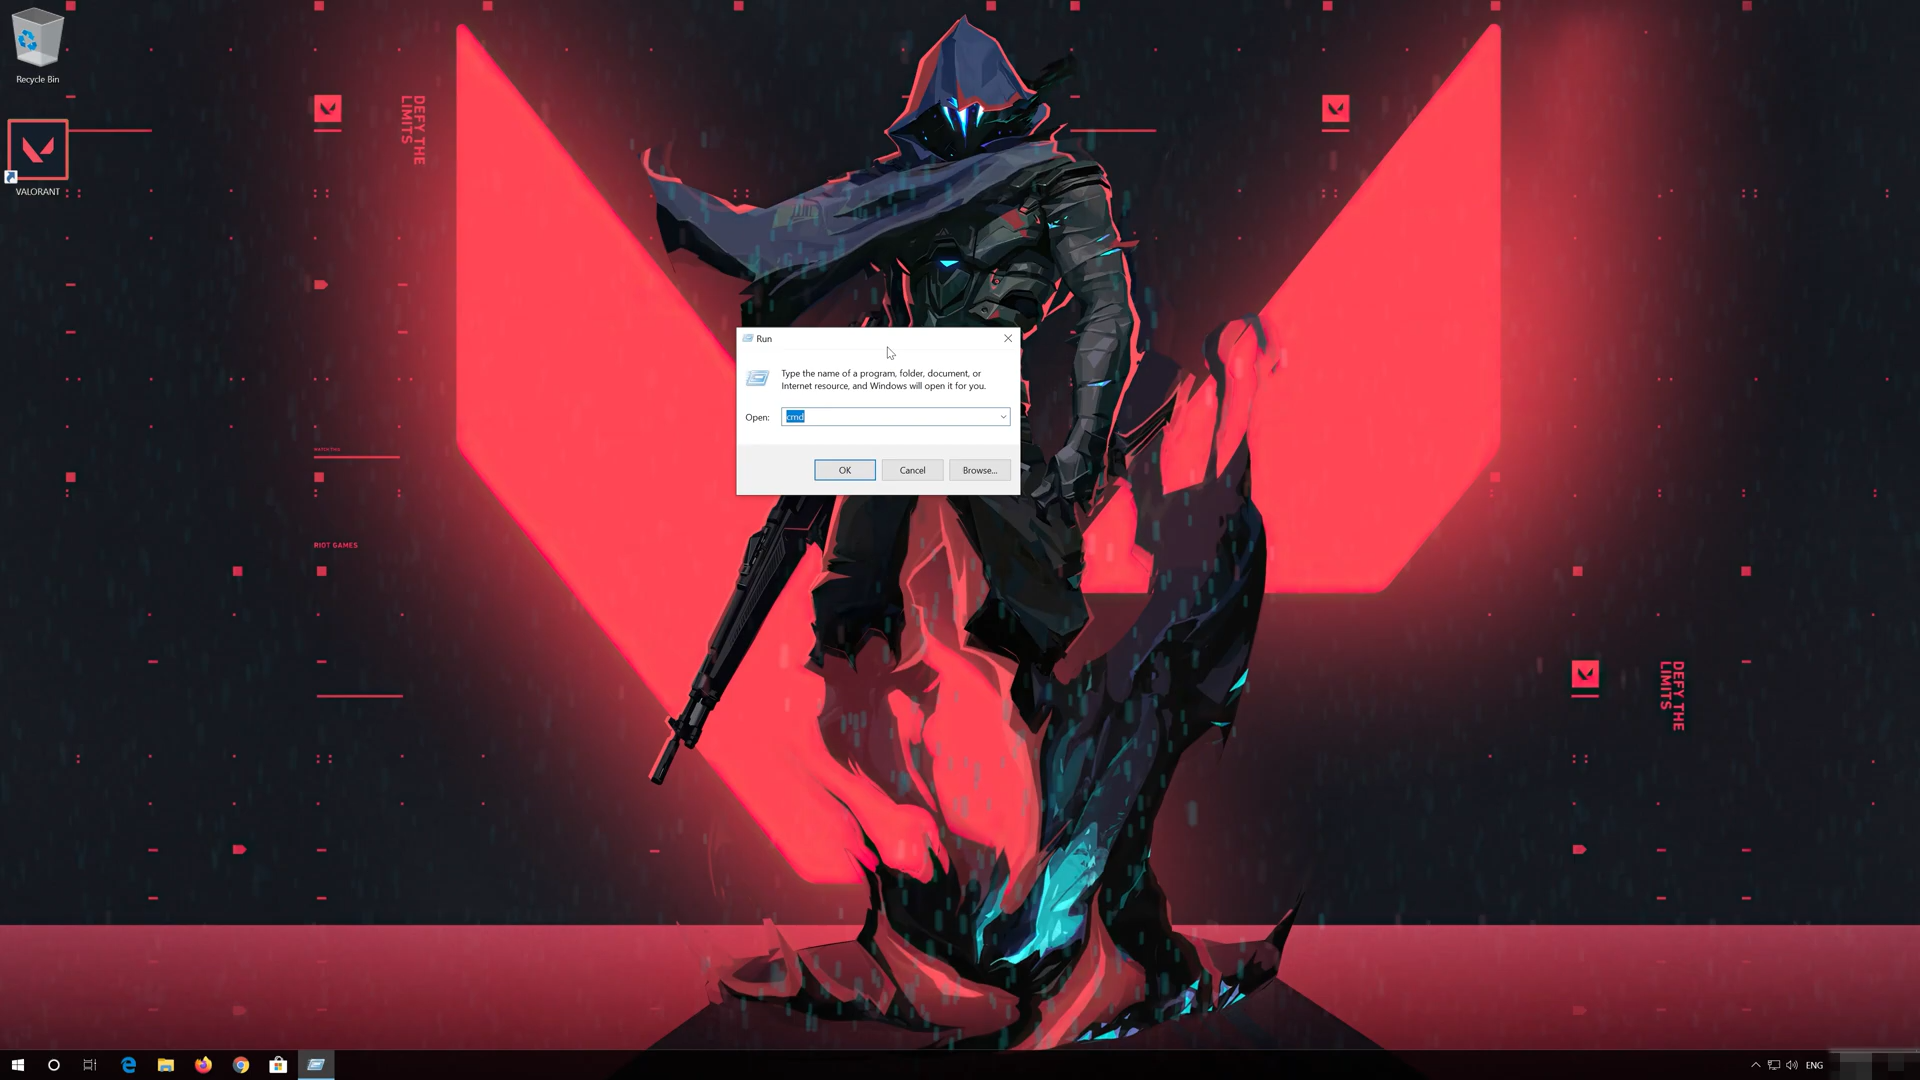 Recycle Bin
VALORANT
DEFY THE
LIMITS
RIOT GAMES
Run
Type the name of a program, folder, document, or
Internet resource, and Windows will open it for you.
Open: cmd
OK Cancel Browse...
DEFY THE
LIMITS
ENG